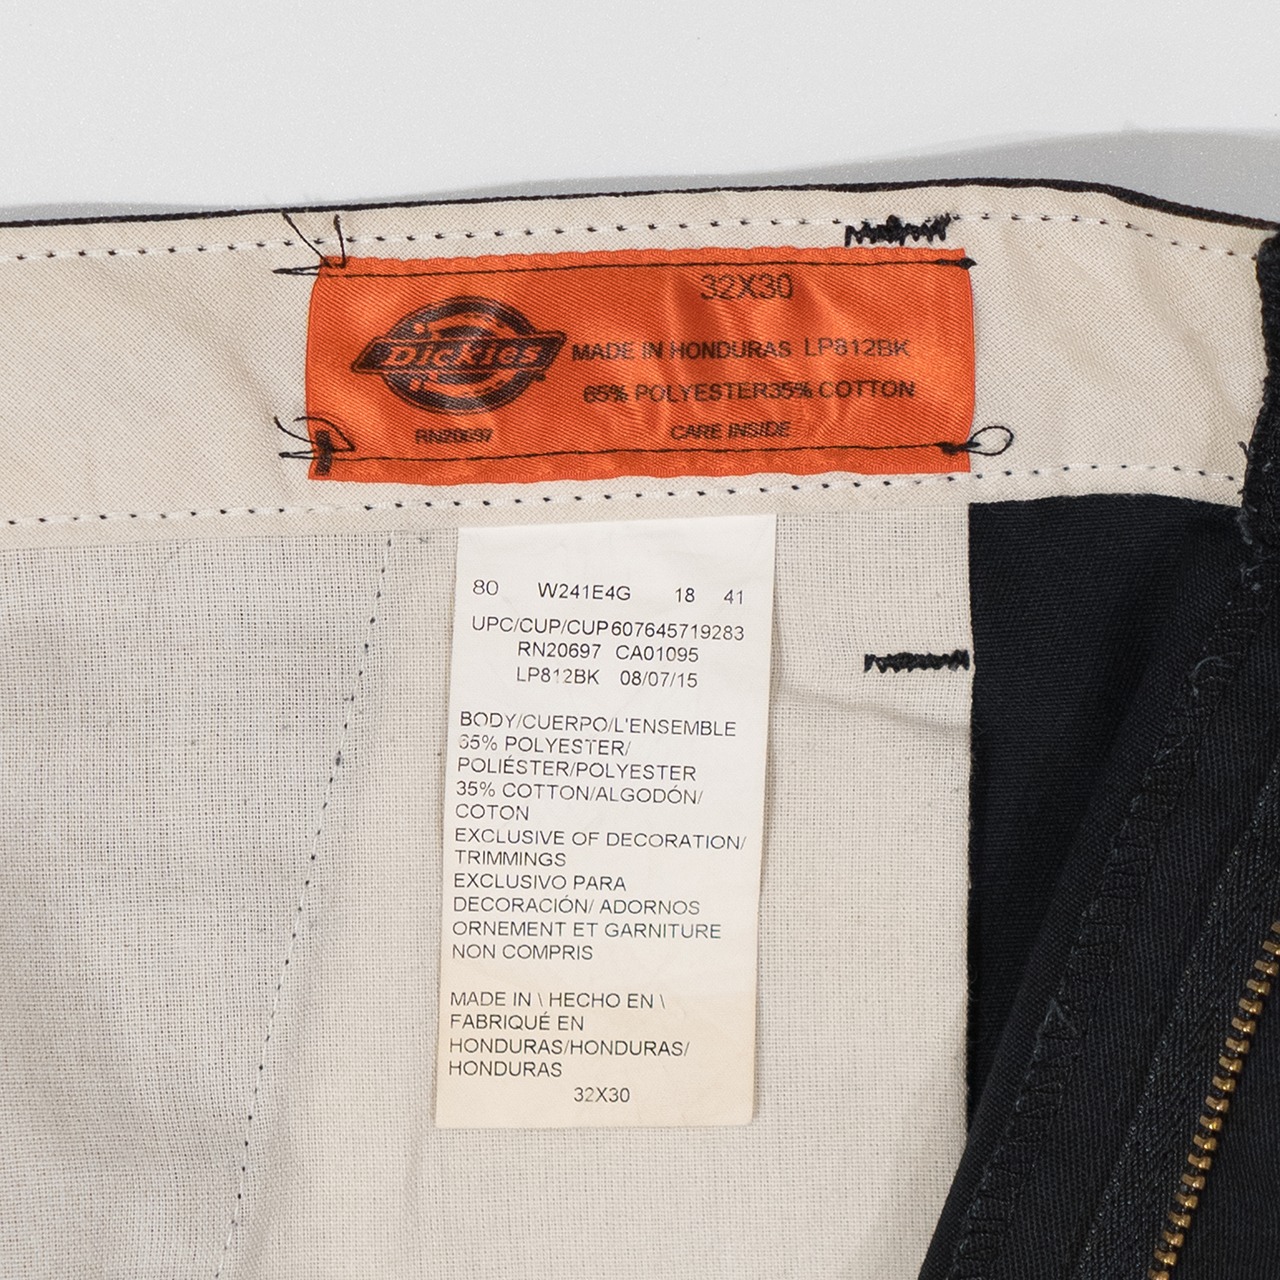 32X30
Dickies
MADE IN HONDURAS LP812BK
65% POLYESTER35% COTTON
RN20697 CARE INSIDE
80 W241E4G 18 41
UPC/CUP/CUP607645719283
RN20697 CA01095
LP812BK 08/07/15
BODY/CUERPO/L'ENSEMBLE
65% POLYESTER/
POLIÉSTER/POLYESTER
35% COTTON/ALGODÓN/
COTON
EXCLUSIVE OF DECORATION/
TRIMMINGS
EXCLUSIVO PARA
DECORACIÓN/ ADORNOS
ORNEMENT ET GARNITURE
NON COMPRIS
MADE IN \ HECHO EN \
FABRIQUÉ EN
HONDURAS/HONDURAS/
HONDURAS
32X30